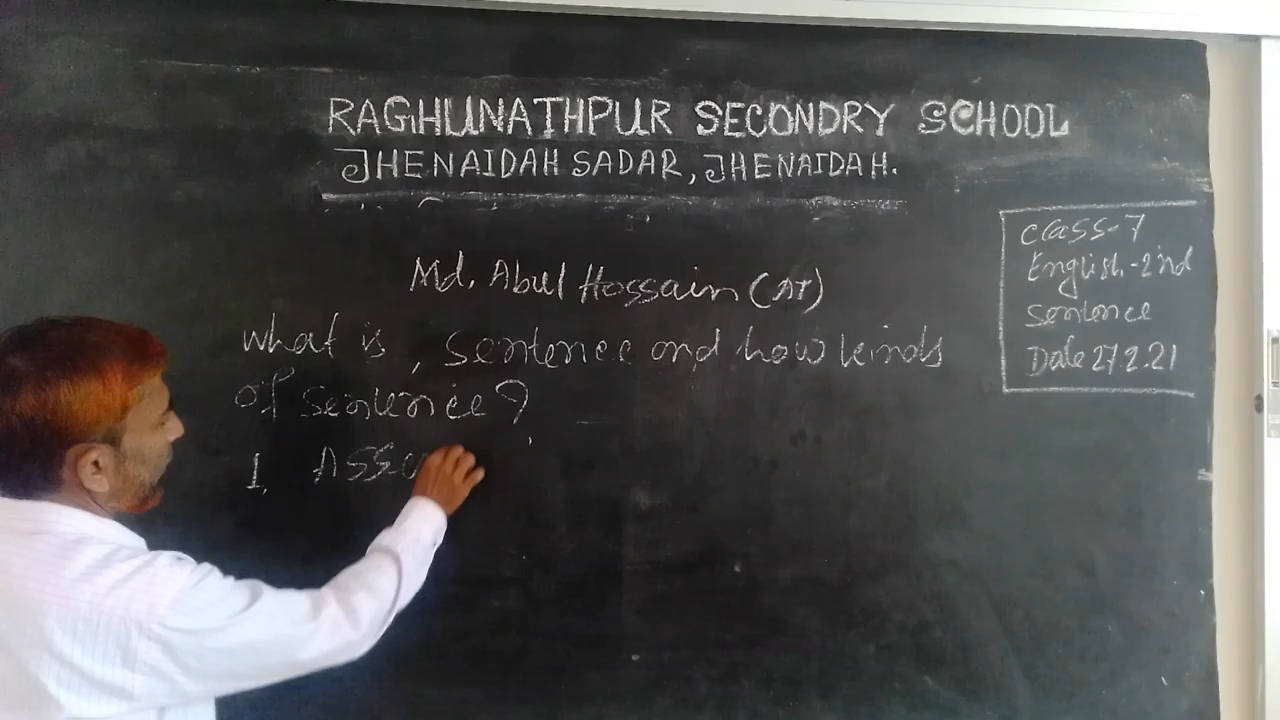 RAGHUNATHPUR SECONDRY SCHOOL
JHENAIDAH SADAR, JHENAIDAH.
Md. Abul Hossain (AT)
what is, sentence and how kinds
of sentence?
1. Asse
class-7
English-2nd
sentence
Date 27.2.21